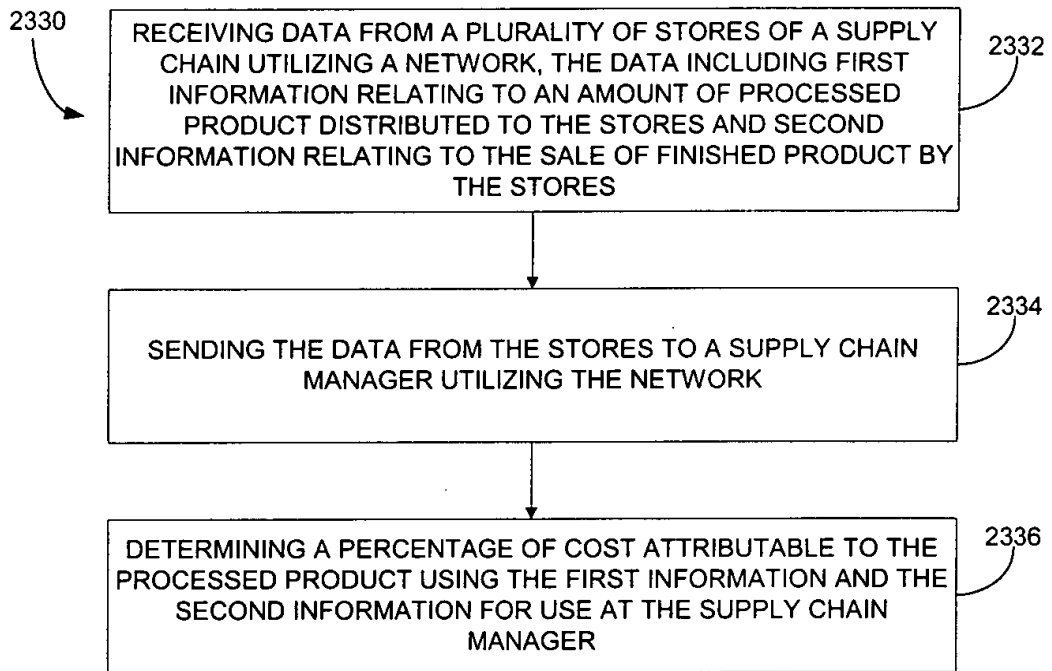 2330
RECEIVING DATA FROM A PLURALITY OF STORES OF A SUPPLY
CHAIN UTILIZING A NETWORK, THE DATA INCLUDING FIRST
INFORMATION RELATING TO AN AMOUNT OF PROCESSED
PRODUCT DISTRIBUTED TO THE STORES AND SECOND
INFORMATION RELATING TO THE SALE OF FINISHED PRODUCT BY
THE STORES
2332
SENDING THE DATA FROM THE STORES TO A SUPPLY CHAIN
MANAGER UTILIZING THE NETWORK
2334
DETERMINING A PERCENTAGE OF COST ATTRIBUTABLE TO THE
PROCESSED PRODUCT USING THE FIRST INFORMATION AND THE
SECOND INFORMATION FOR USE AT THE SUPPLY CHAIN
MANAGER
2336